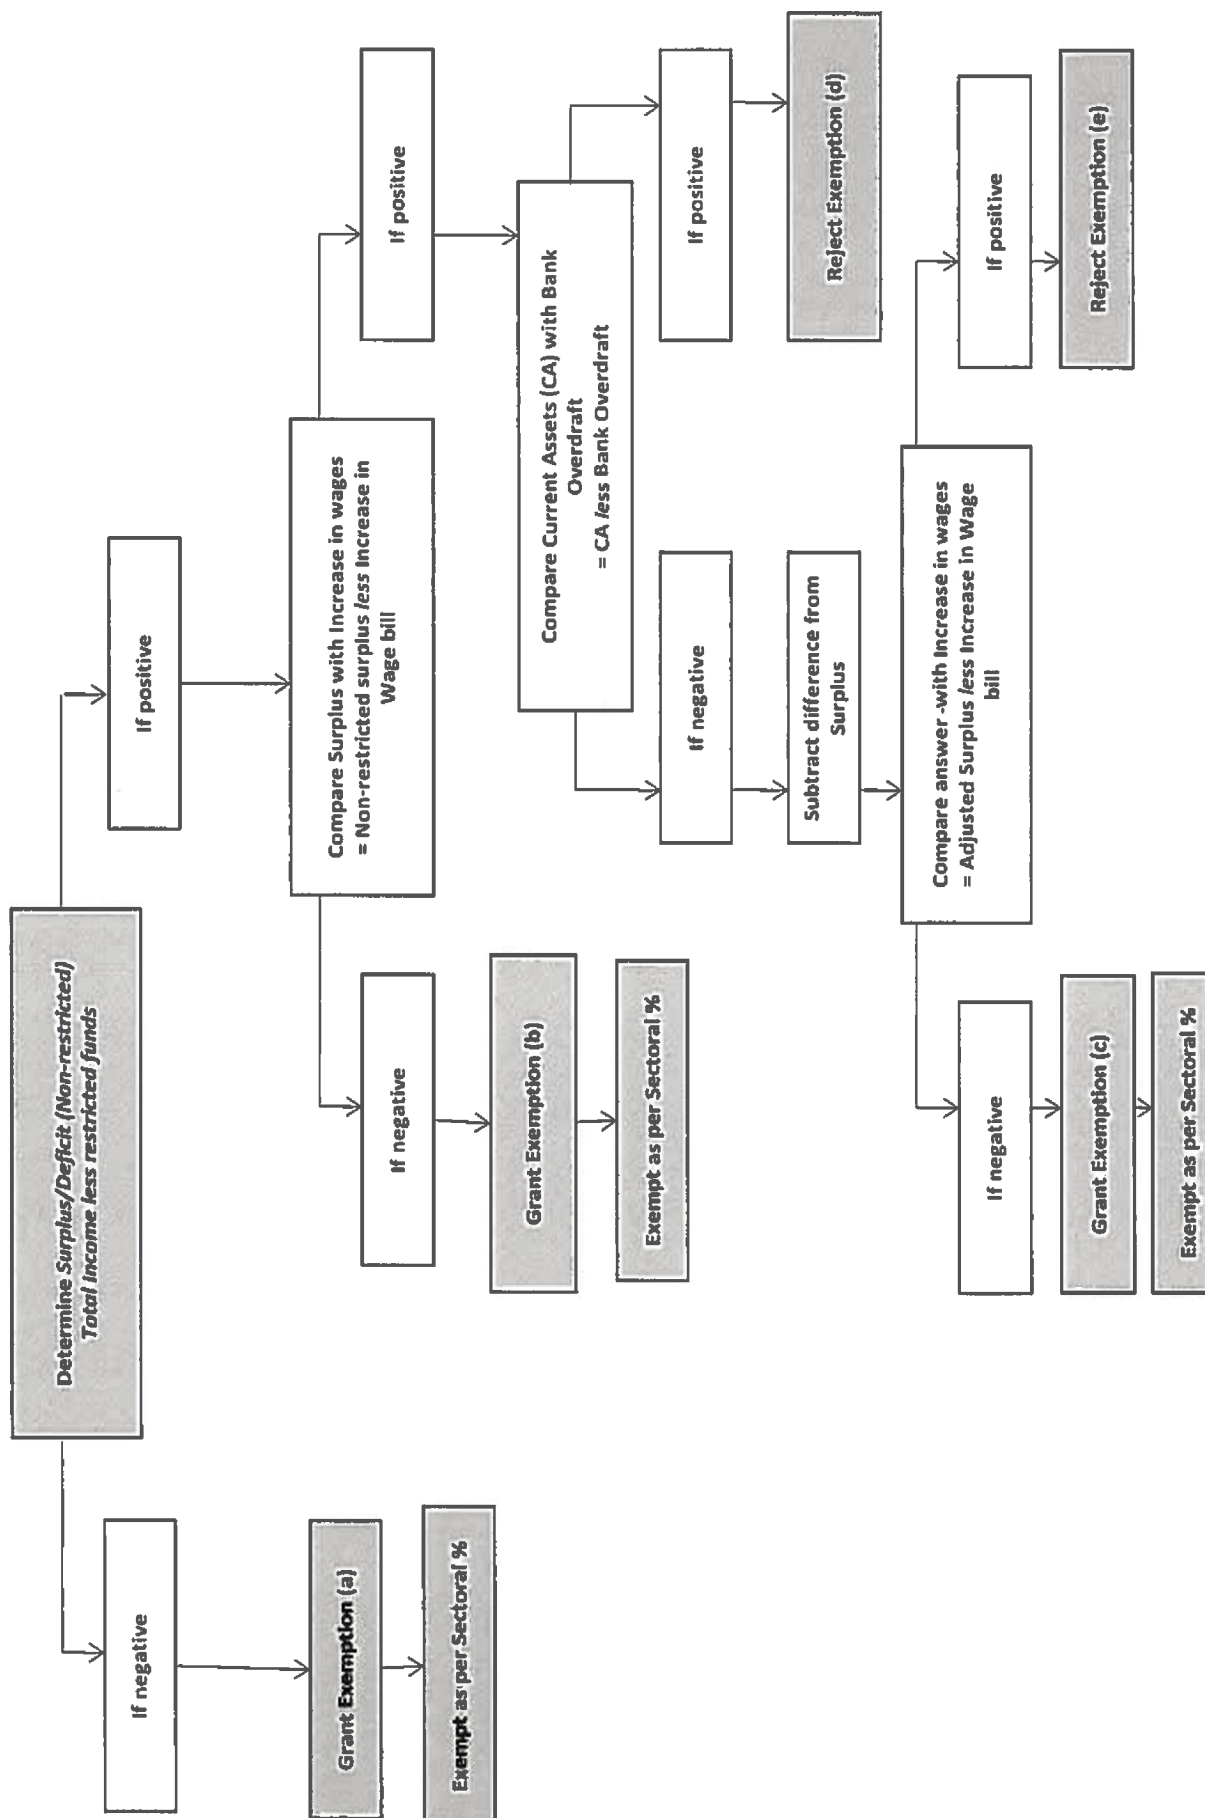 Determine Surplus/Deficit (Non-restricted)
Total Income less restricted funds
If negative
If positive
Grant Exemption (a)
Exempt as per Sectoral %
Compare Surplus with Increase in wages
= Non-restricted surplus less Increase in
Wage bill
If negative
If positive
Grant Exemption (b)
Exempt as per Sectoral %
Compare Current Assets (CA) with Bank
Overdraft
= CA less Bank Overdraft
If negative
If positive
Subtract difference from
Surplus
Reject Exemption (d)
Compare answer -with Increase in wages
= Adjusted Surplus less Increase in Wage
bill
If negative
If positive
Grant Exemption (c)
Reject Exemption (e)
Exempt as per Sectoral %